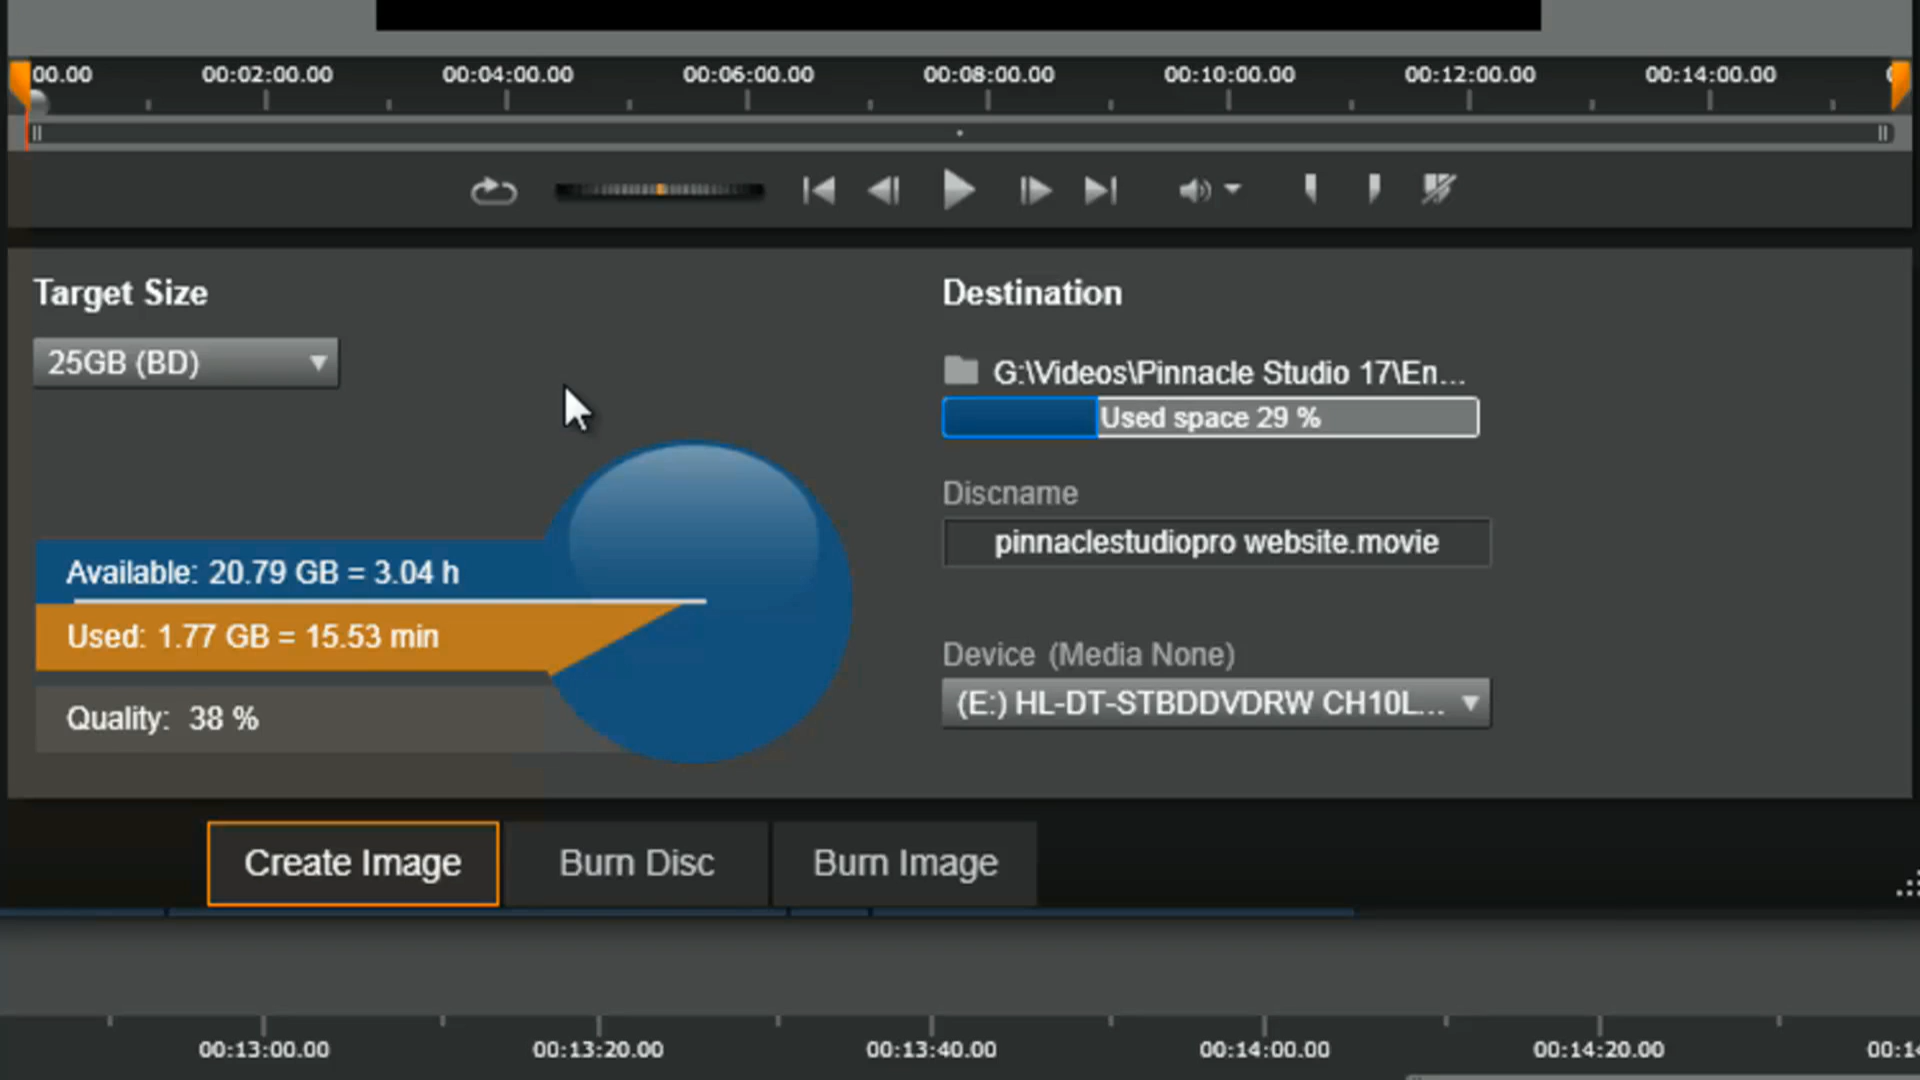 00.00 00:02:00.00 00:04:00.00 00:06:00.00 00:08:00.00 00:10:00.00 00:12:00.00 00:14:00.00
Target Size
25GB (BD)
Available: 20.79 GB = 3.04 h
Used: 1.77 GB = 15.53 min
Quality: 38 %
Destination
G:\Videos\Pinnacle Studio 17\En...
Used space 29 %
Discname
pinnaclestudiopro website.movie
Device (Media None)
(E:) HL-DT-STBDDVDRW CH10L...
Create Image Burn Disc Burn Image
00:13:00.00 00:13:20.00 00:13:40.00 00:14:00.00 00:14:20.00